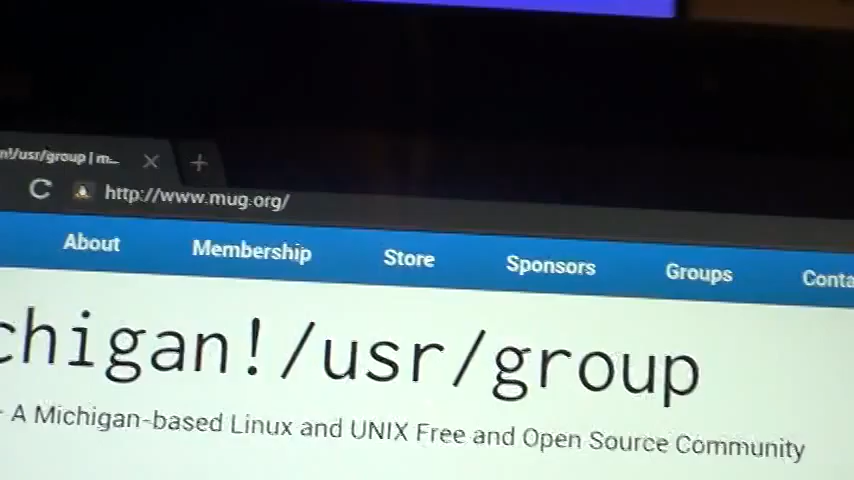 n!/usr/group | m...
http://www.mug.org/
About Membership Store Sponsors Groups Conta
chigan!/usr/group
- A Michigan-based Linux and UNIX Free and Open Source Community